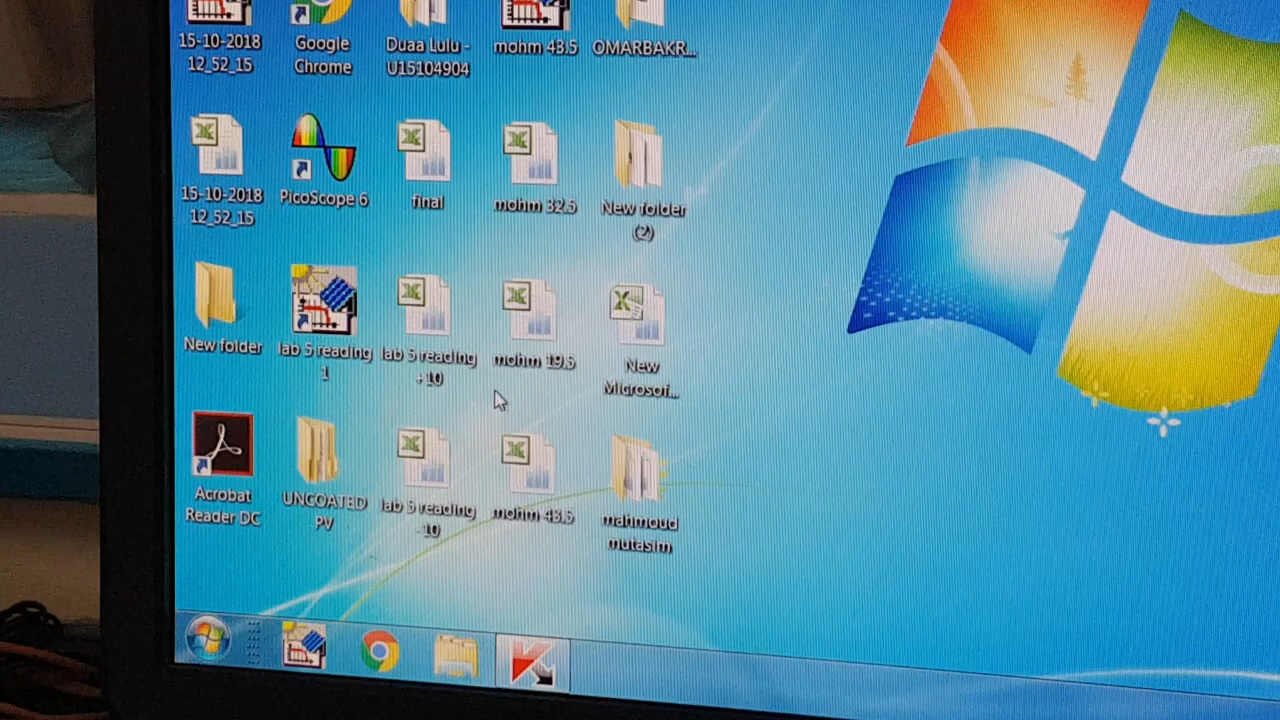 15-10-2018
12_52_15
Google
Chrome
Duaa Lulu -
U15104904
mohm 43.5
OMARBAKR...
15-10-2018
12_52_15
PicoScope 6
final
mohm 32.5
New folder
(2)
New folder
lab 5 reading
1
lab 5 reading
+10
mohm 19.5
New
Microsof...
Acrobat
Reader DC
UNCOATED
PV
lab 5 reading
-10
mohm 43.5
mahmoud
mutasim